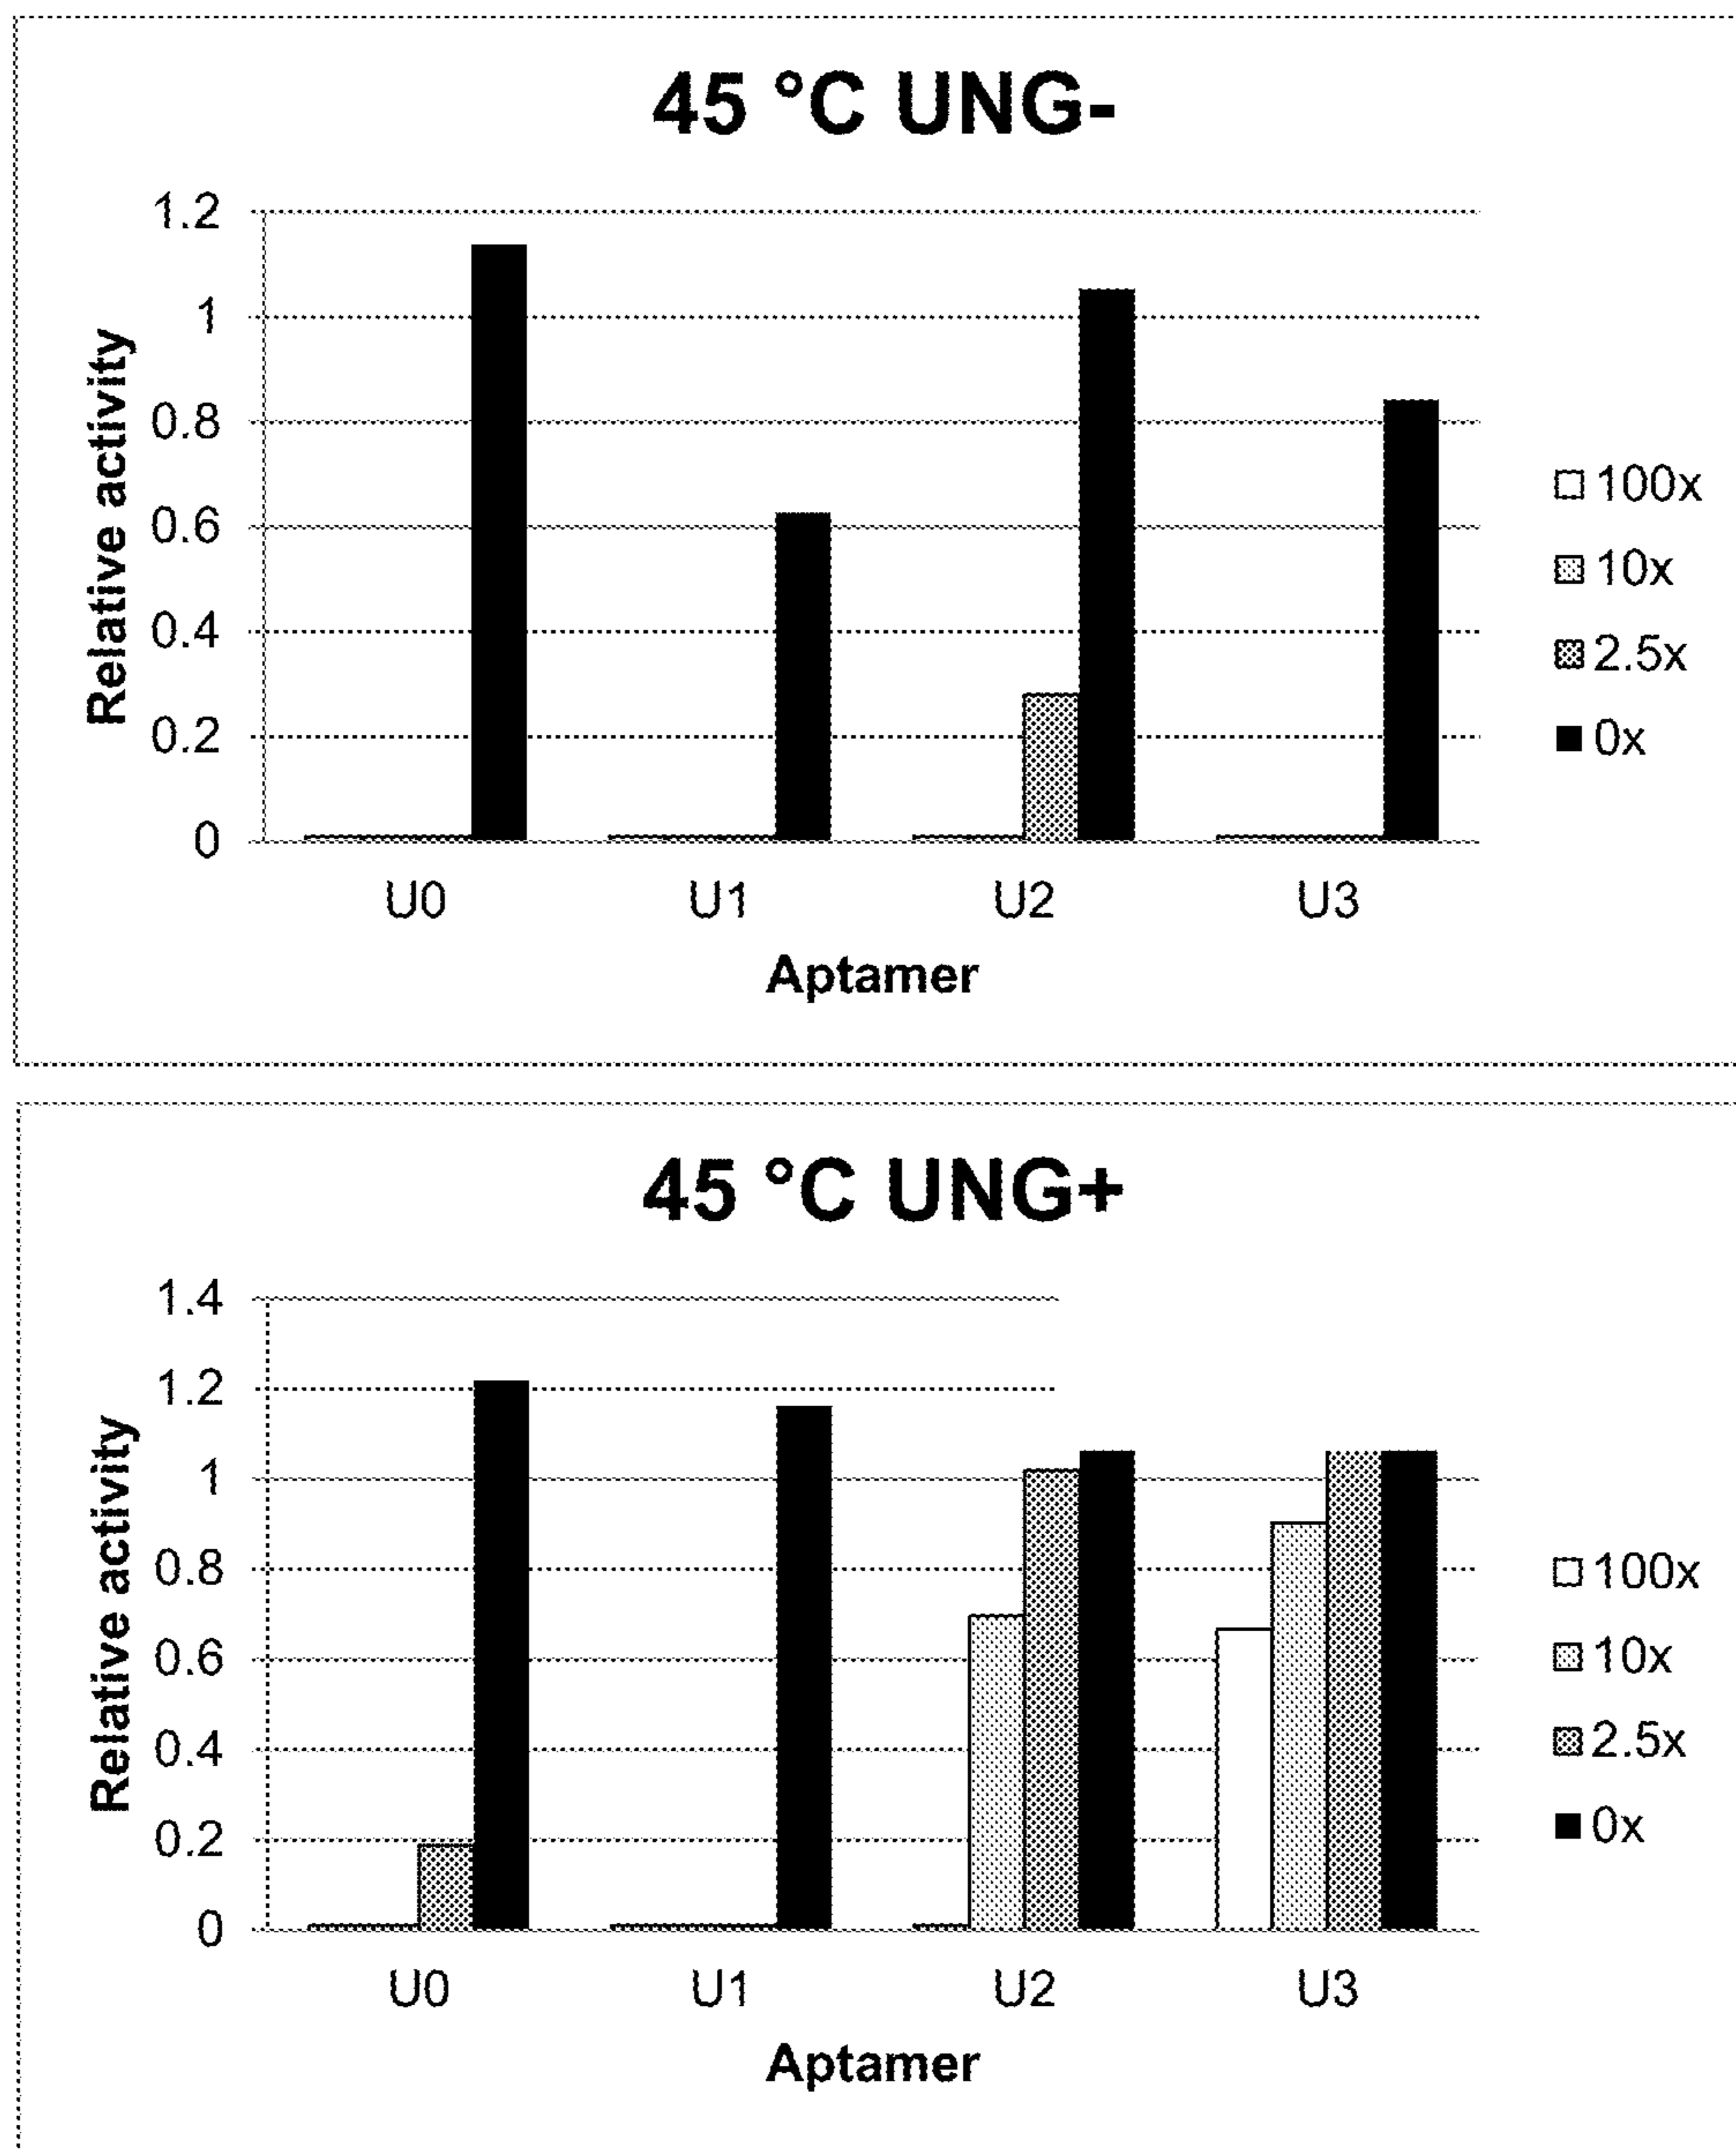 45 °C UNG-
1.2
1
0.8
0.6
0.4
0.2
0
Relative activity
U0 U1 U2 U3
Aptamer
100x
10x
2.5x
0x
45 °C UNG+
1.4
1.2
1
0.8
0.6
0.4
0.2
0
Relative activity
U0 U1 U2 U3
Aptamer
100x
10x
2.5x
0x